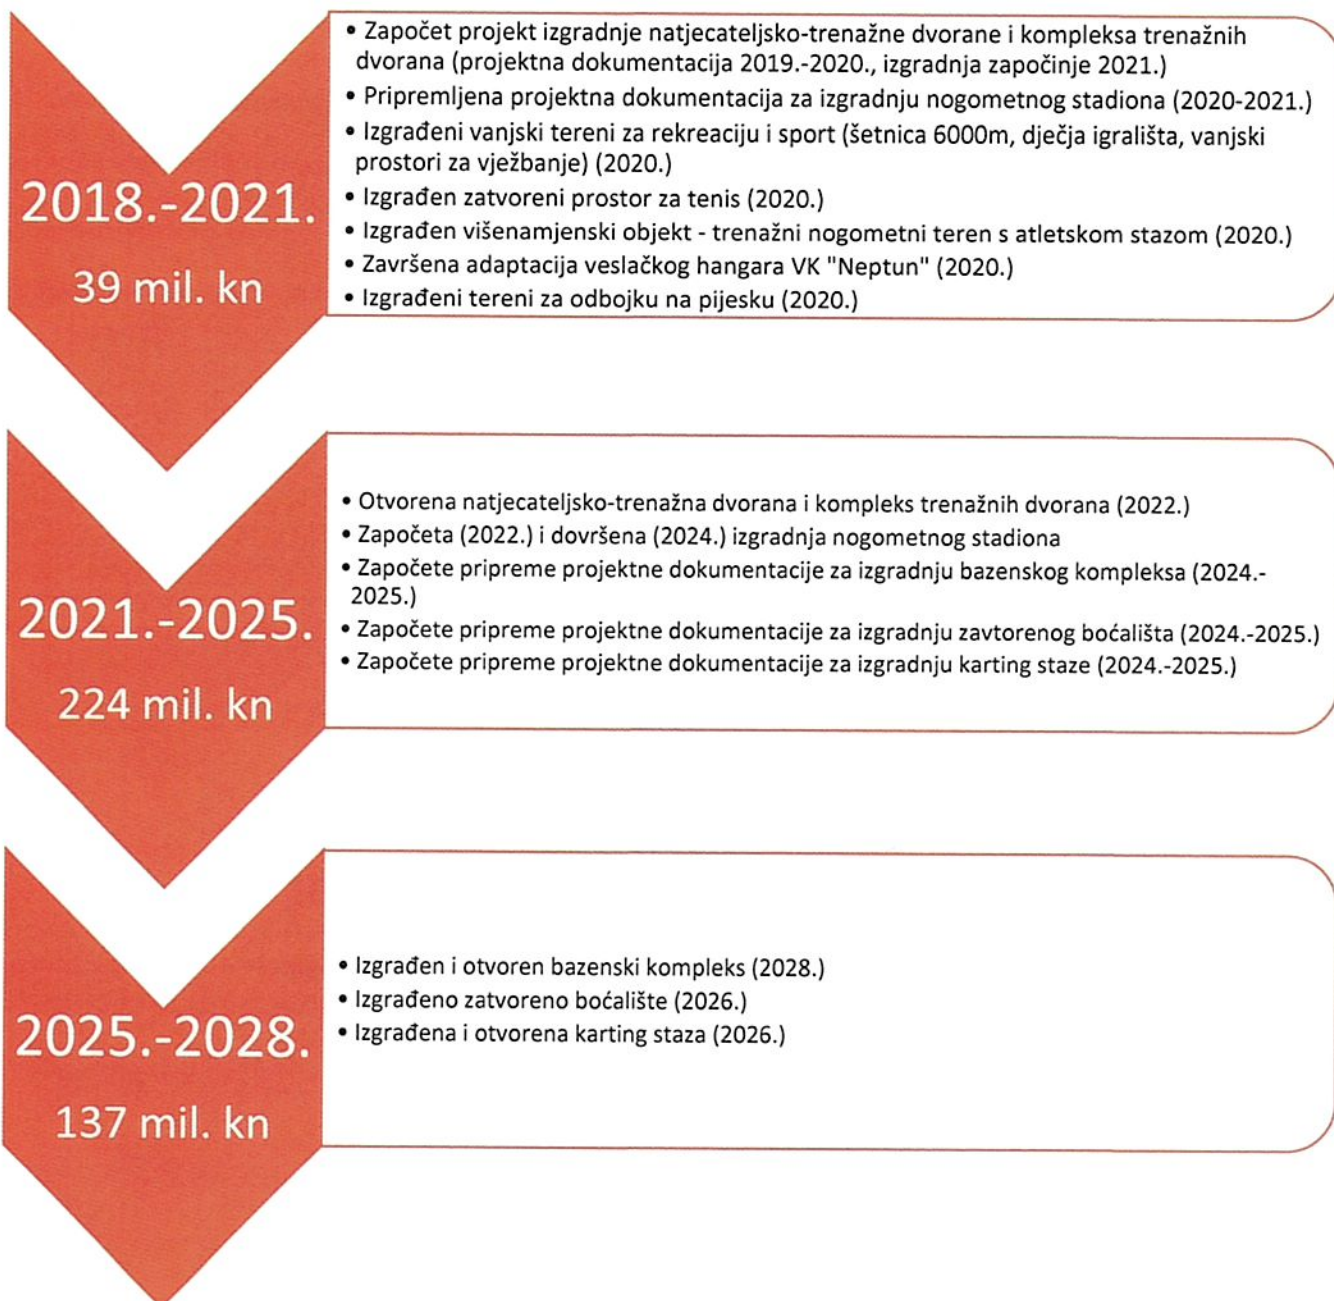 • Započet projekt izgradnje natjecateljsko-trenažne dvorane i kompleksa trenažnih
dvorana (projektna dokumentacija 2019.-2020., izgradnja započinje 2021.)
• Pripremljena projektna dokumentacija za izgradnju nogometnog stadiona (2020-2021.)
• Izgrađeni vanjski tereni za rekreaciju i sport (šetnica 6000m, dječja igrališta, vanjski
prostori za vježbanje) (2020.)
• Izgrađen zatvoreni prostor za tenis (2020.)
• Izgrađen višenamjenski objekt - trenažni nogometni teren s atletskom stazom (2020.)
• Završena adaptacija veslačkog hangara VK "Neptun" (2020.)
• Izgrađeni tereni za odbojku na pijesku (2020.)
2018.-2021.
39 mil. kn
• Otvorena natjecateljsko-trenažna dvorana i kompleks trenažnih dvorana (2022.)
• Započeta (2022.) i dovršena (2024.) izgradnja nogometnog stadiona
• Započete pripreme projektne dokumentacije za izgradnju bazenskog kompleksa (2024.-
2025.)
• Započete pripreme projektne dokumentacije za izgradnju zavtorenog boćališta (2024.-2025.)
• Započete pripreme projektne dokumentacije za izgradnju karting staze (2024.-2025.)
2021.-2025.
224 mil. kn
• Izgrađen i otvoren bazenski kompleks (2028.)
• Izgrađeno zatvoreno boćalište (2026.)
• Izgrađena i otvorena karting staza (2026.)
2025.-2028.
137 mil. kn